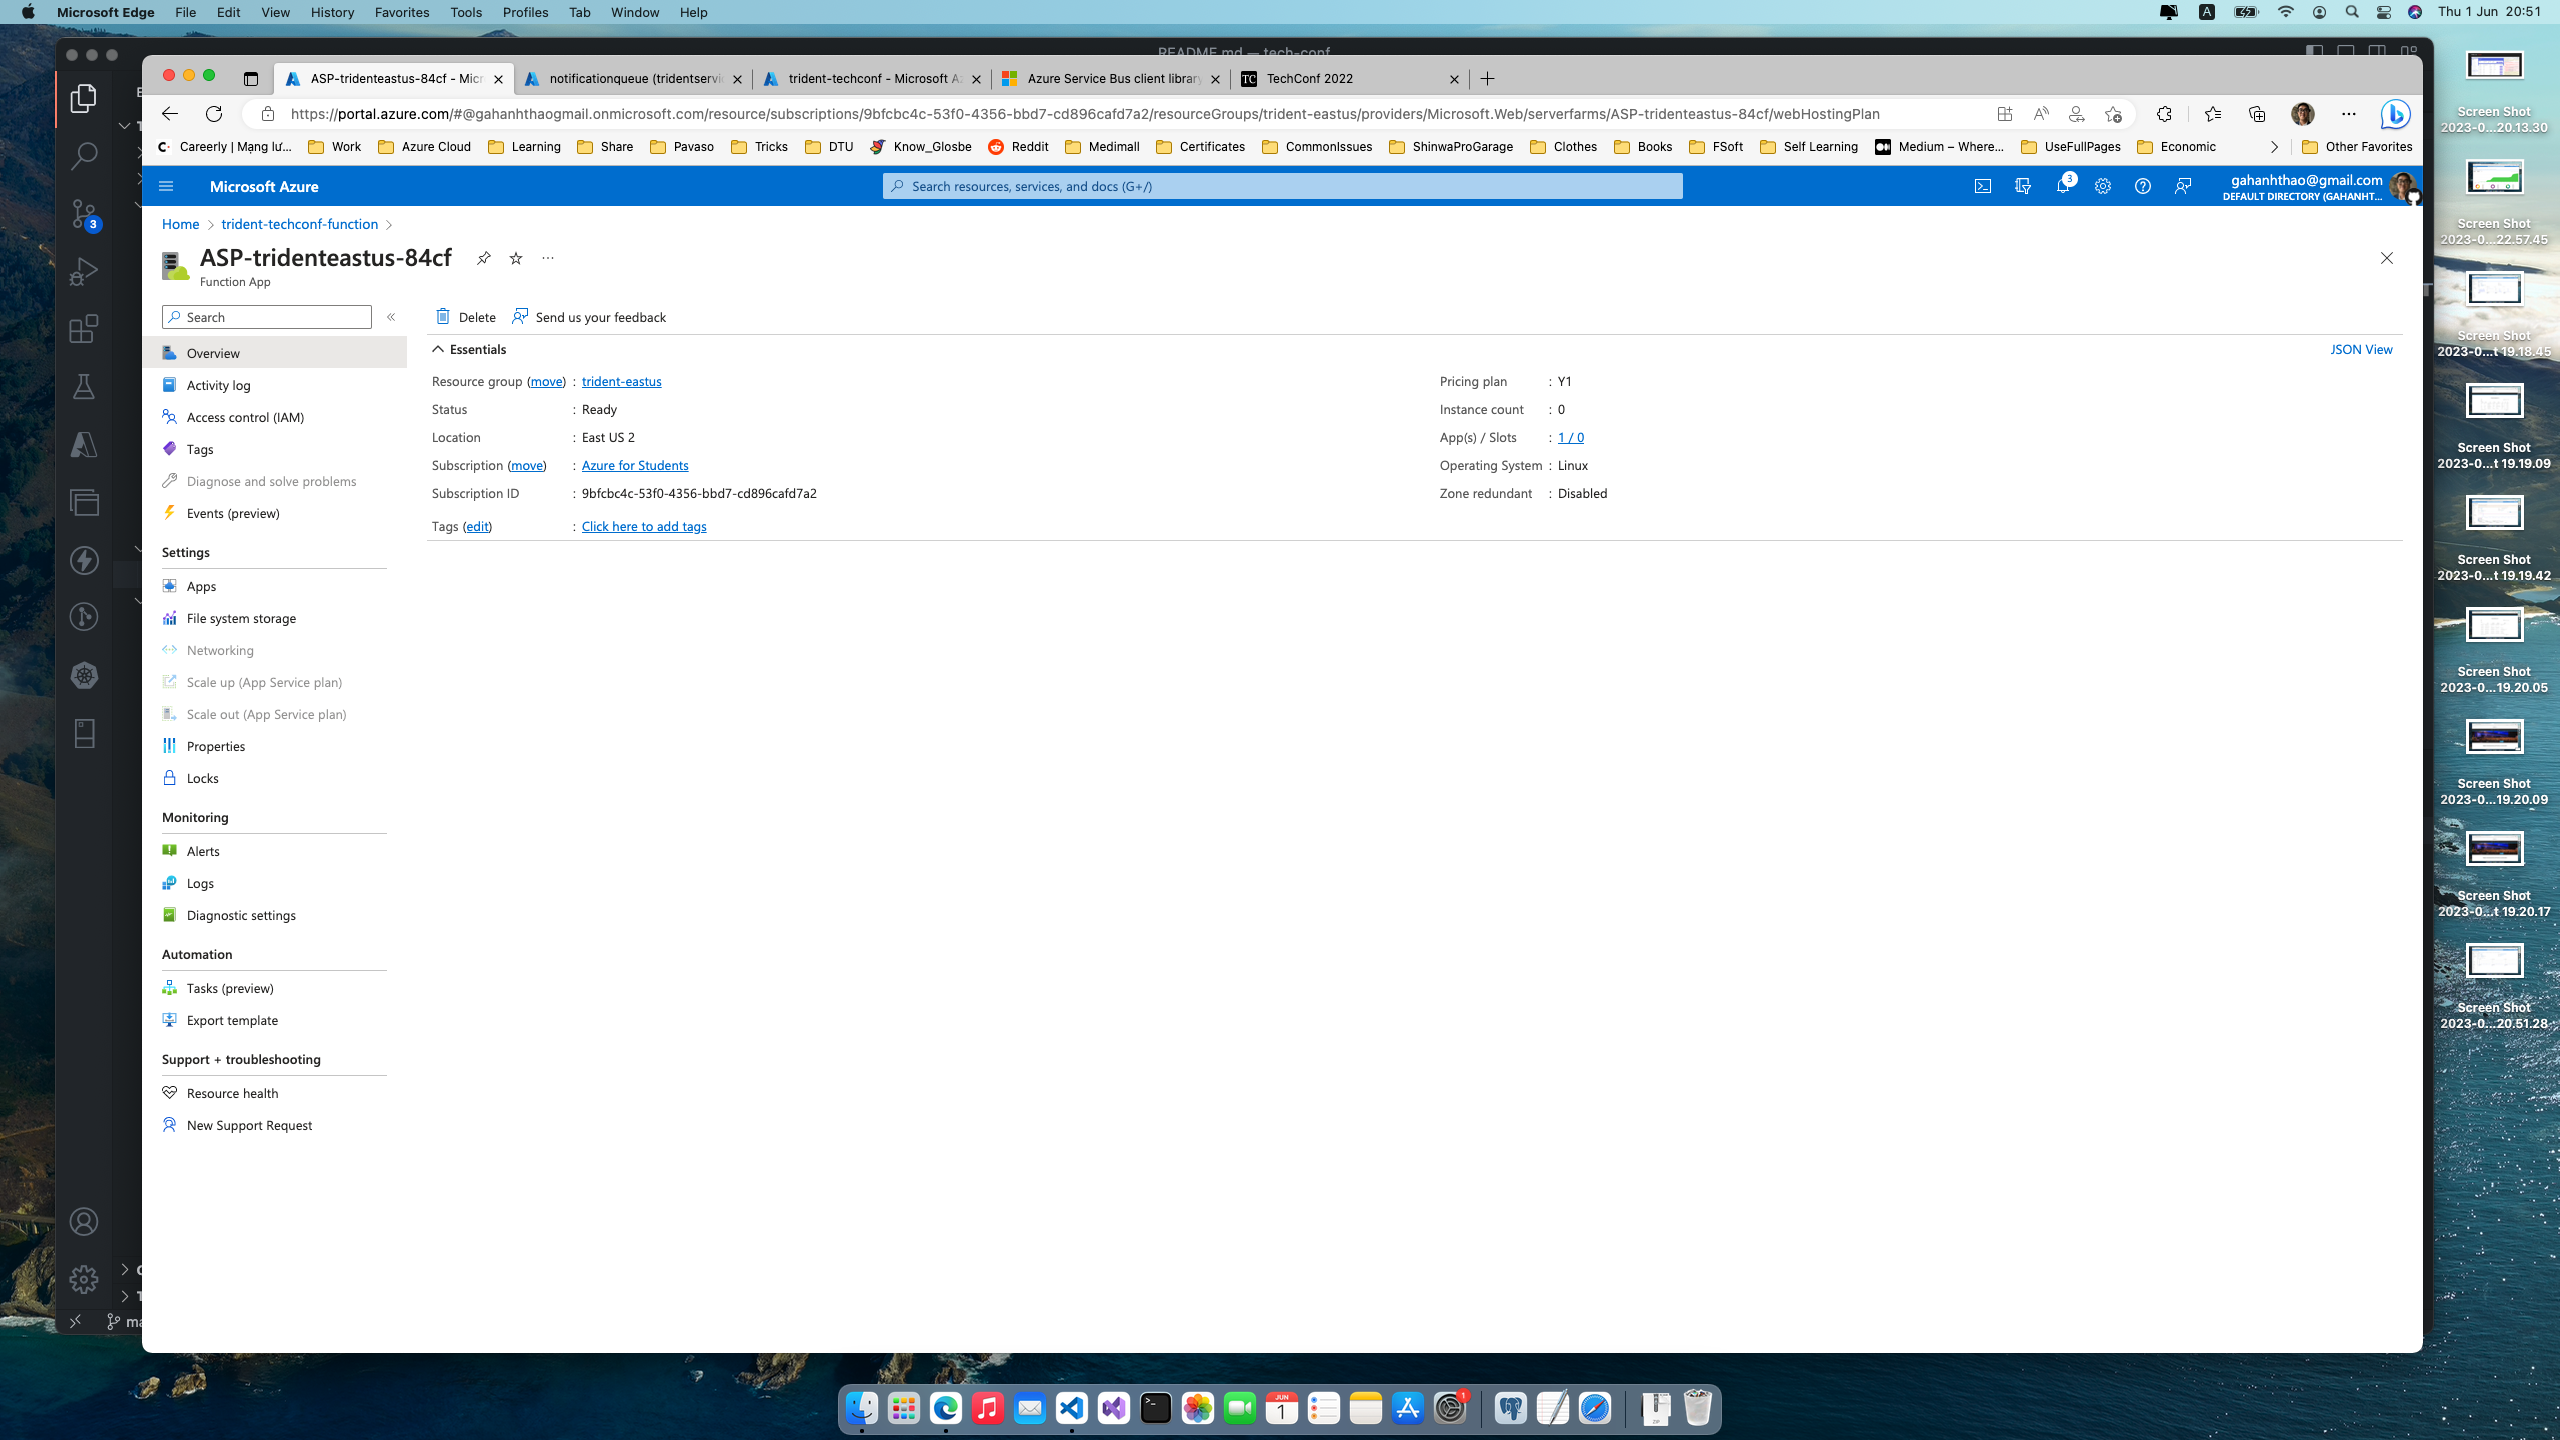 Microsoft Edge File Edit View History Favorites Tools Profiles Tab Window Help
A
Thu 1 Jun 20:51
README.md — tech-conf
ASP-tridenteastus-84cf - Micr
notificationqueue (tridentservi
trident-techconf - Microsoft A
Azure Service Bus client library
TC TechConf 2022
https://portal.azure.com/#@gahanhthaogmail.onmicrosoft.com/resource/subscriptions/9bfcbc4c-53f0-4356-bbd7-cd896cafd7a2/resourceGroups/trident-eastus/providers/Microsoft.Web/serverfarms/ASP-tridenteastus-84cf/webHostingPlan
Careerly | Mạng lư... Work Azure Cloud Learning Share Pavaso Tricks DTU Know_Glosbe Reddit Medimall Certificates CommonIssues ShinwaProGarage Clothes Books FSoft Self Learning Medium – Where... UseFullPages Economic Other Favorites
Microsoft Azure
Search resources, services, and docs (G+/)
3
gahanhthao@gmail.com
DEFAULT DIRECTORY (GAHANHT...
Home > trident-techconf-function >
ASP-tridenteastus-84cf
Function App
Search
Overview
Activity log
Access control (IAM)
Tags
Diagnose and solve problems
Events (preview)
Settings
Apps
File system storage
Networking
Scale up (App Service plan)
Scale out (App Service plan)
Properties
Locks
Monitoring
Alerts
Logs
Diagnostic settings
Automation
Tasks (preview)
Export template
Support + troubleshooting
Resource health
New Support Request
Delete Send us your feedback
Essentials
JSON View
Resource group (move) : trident-eastus
Status : Ready
Location : East US 2
Subscription (move) : Azure for Students
Subscription ID : 9bfcbc4c-53f0-4356-bbd7-cd896cafd7a2
Tags (edit) : Click here to add tags
Pricing plan : Y1
Instance count : 0
App(s) / Slots : 1 / 0
Operating System : Linux
Zone redundant : Disabled
3
ma
Screen Shot
2023-0...20.13.30
Screen Shot
2023-0...22.57.45
Screen Shot
2023-0...t 19.18.45
Screen Shot
2023-0...t 19.19.09
Screen Shot
2023-0...t 19.19.42
Screen Shot
2023-0...19.20.05
Screen Shot
2023-0...19.20.09
Screen Shot
2023-0...t 19.20.17
Screen Shot
2023-0...20.51.28
JUN
1
1
ZIP